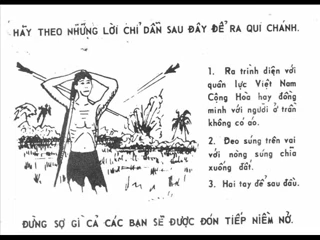 HÃY THEO NHỮNG LỜI CHỈ DẪN SAU ĐÂY ĐỂ RA QUI CHÁNH.
1. Ra trình diện với
quân lực Việt Nam
Cộng Hòa hay đồng
minh với người ở trần
không có áo.
2. Đeo súng trên vai
với nòng súng chĩa
xuống đất.
3. Hai tay để sau đầu.
ĐỪNG SỢ GÌ CẢ CÁC BẠN SẼ ĐƯỢC ĐÓN TIẾP NIỀM NỞ.